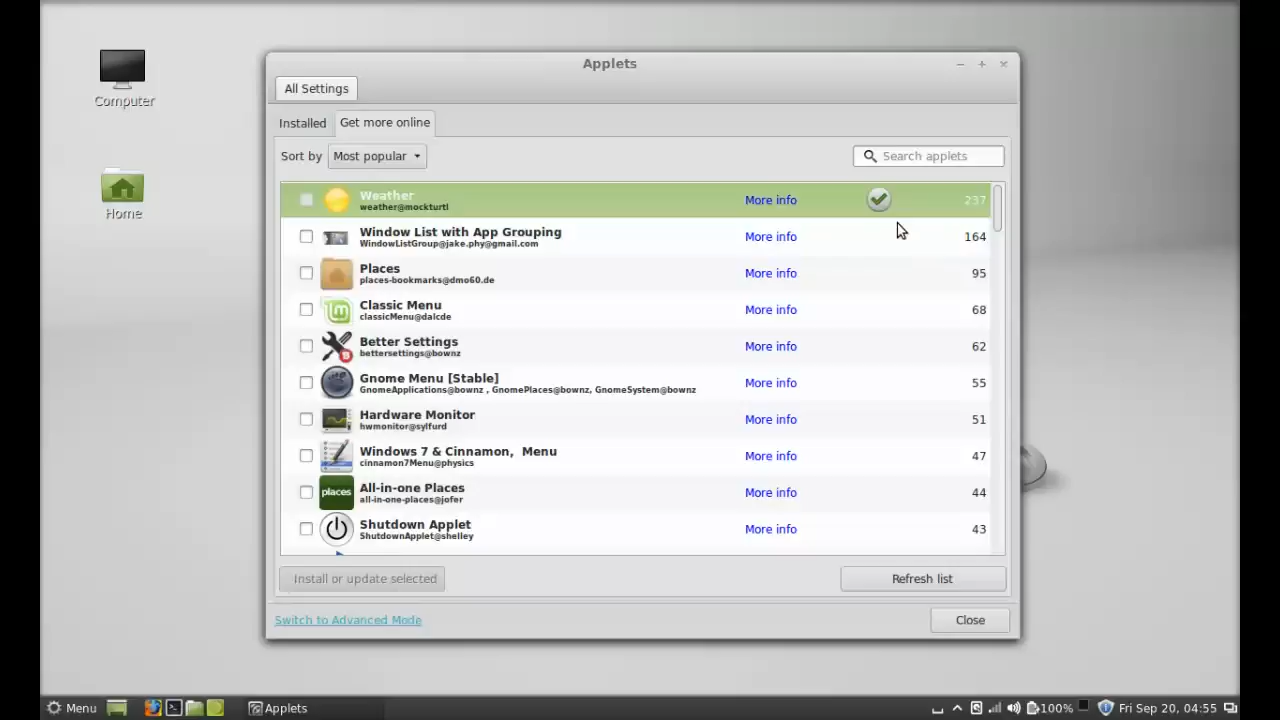 Computer
Home
Applets
All Settings
Installed
Get more online
Sort by
Most popular
Search applets
Weather
weather@mockturtl
More info
237
Window List with App Grouping
WindowListGroup@jake.phy@gmail.com
More info
164
Places
places-bookmarks@dmo60.de
More info
95
Classic Menu
classicMenu@dalcde
More info
68
Better Settings
bettersettings@bownz
More info
62
Gnome Menu [Stable]
GnomeApplications@bownz , GnomePlaces@bownz, GnomeSystem@bownz
More info
55
Hardware Monitor
hwmonitor@sylfurd
More info
51
Windows 7 & Cinnamon,  Menu
cinnamon7Menu@physics
More info
47
places
All-in-one Places
all-in-one-places@jofer
More info
44
Shutdown Applet
ShutdownApplet@shelley
More info
43
Install or update selected
Refresh list
Switch to Advanced Mode
Close
Menu
Applets
100%
Fri Sep 20, 04:55